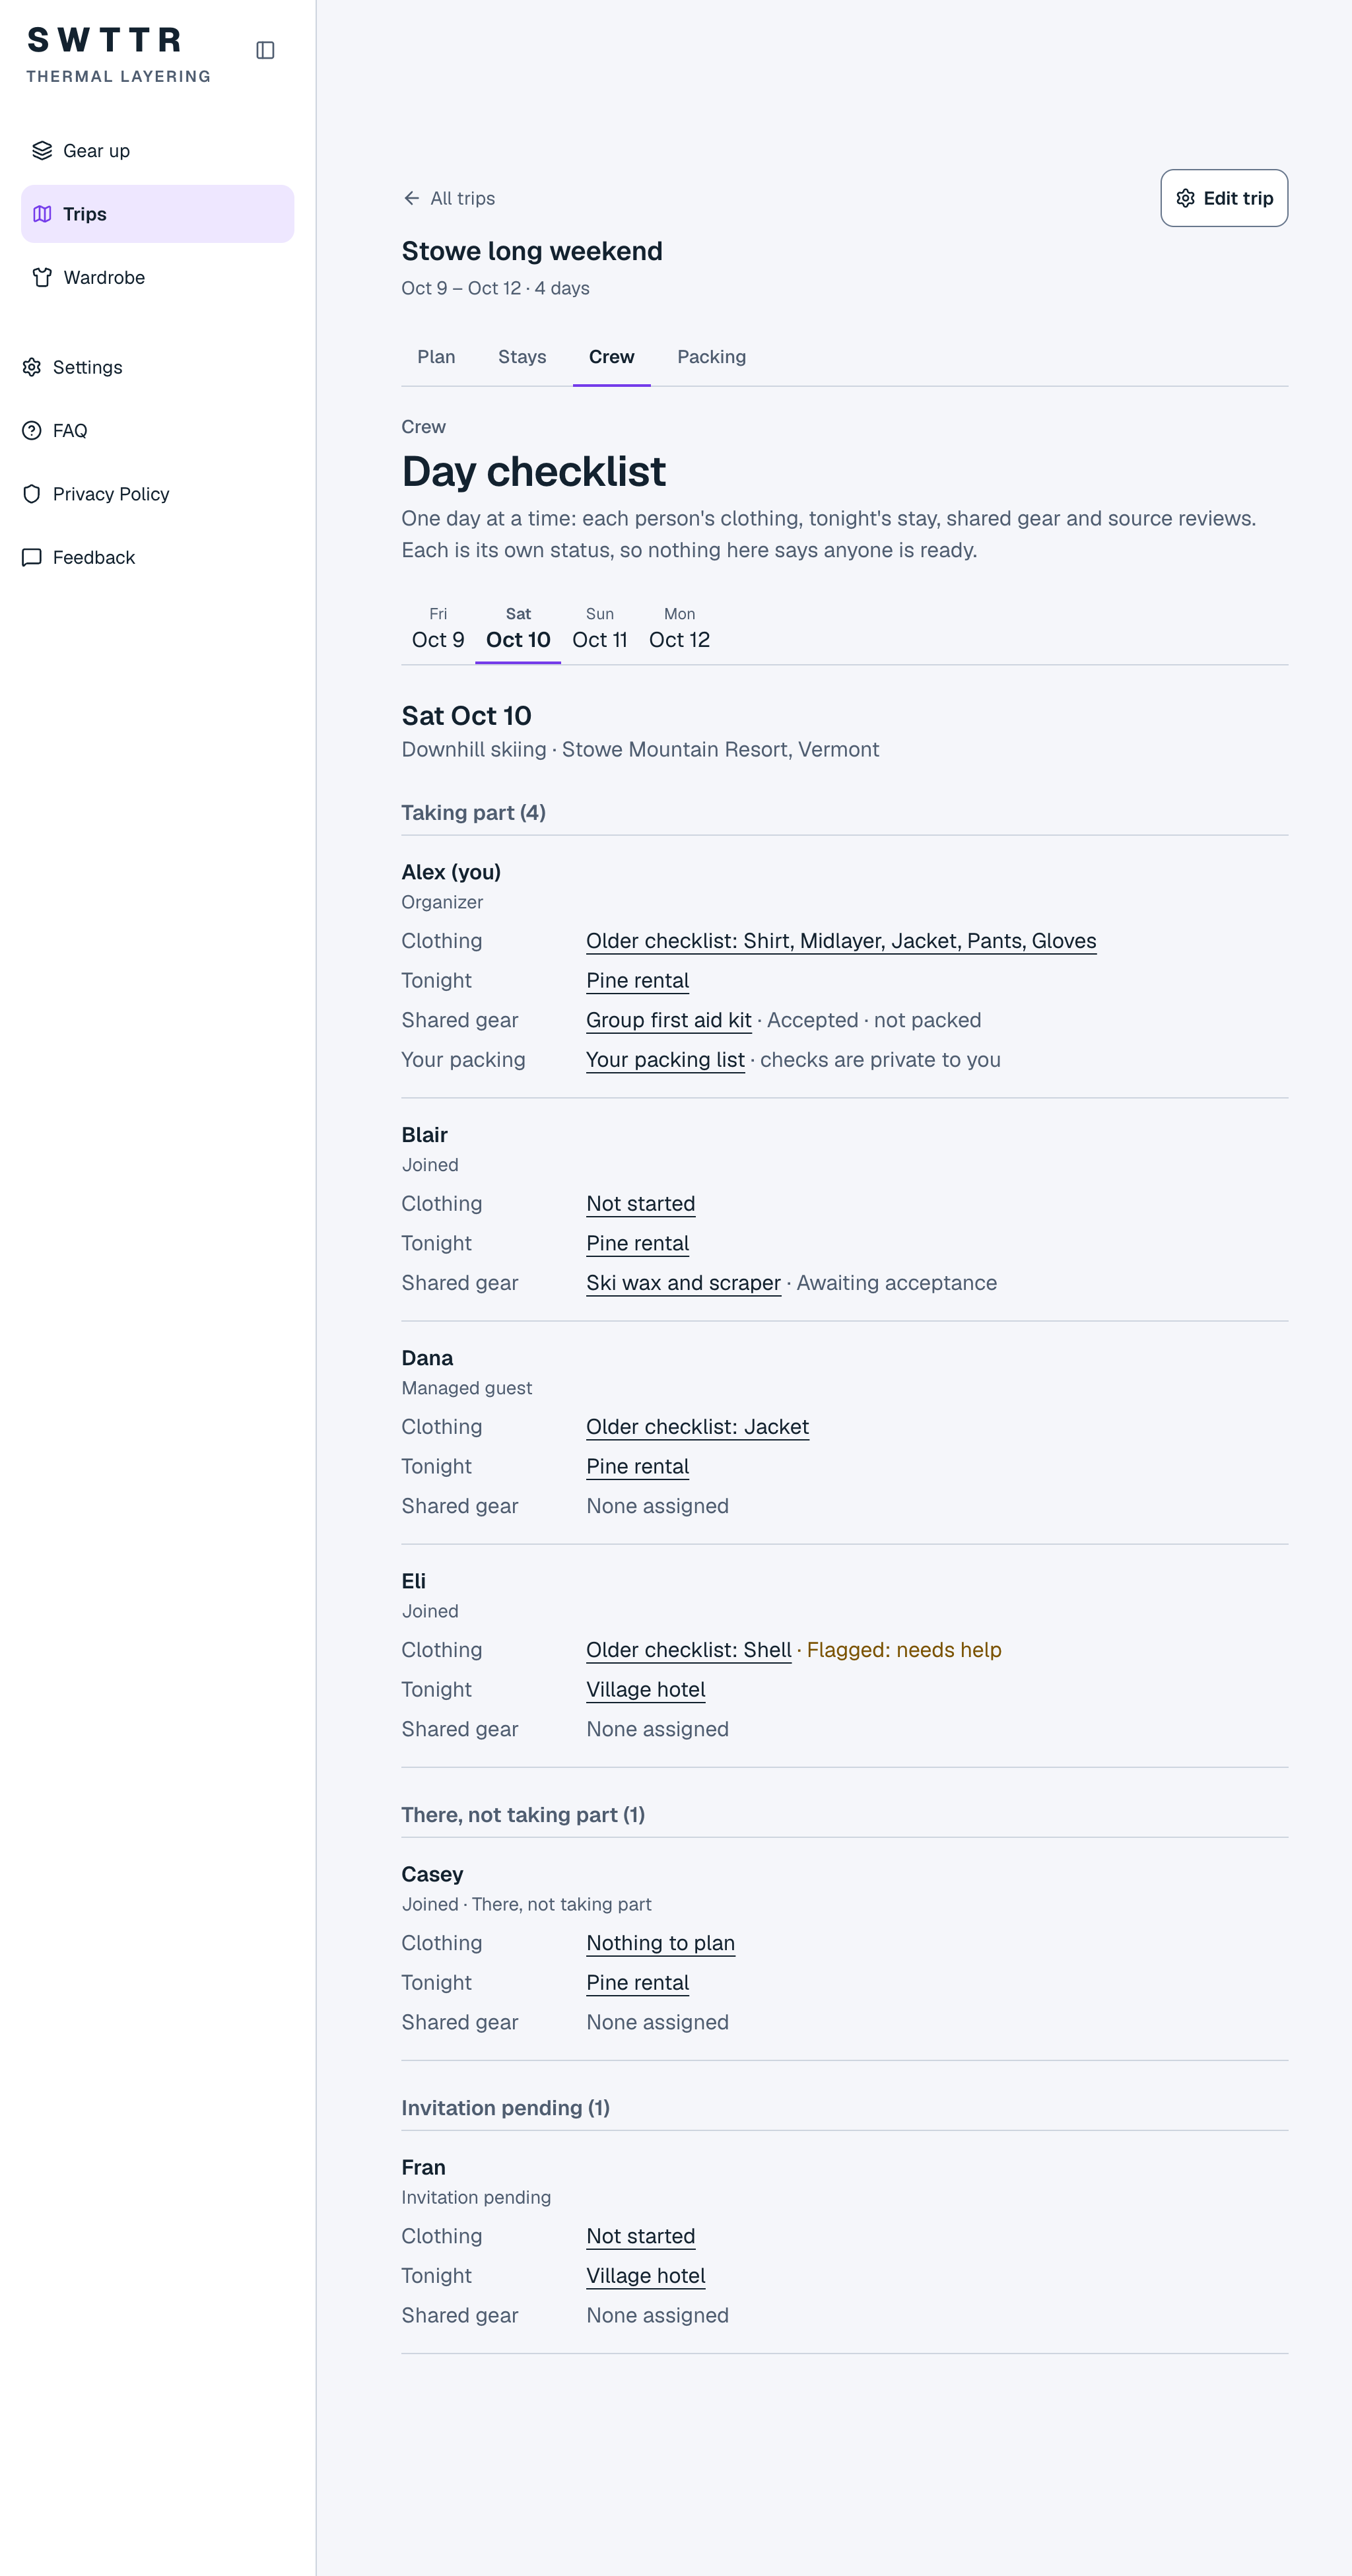 SWTTR
THERMAL LAYERING
Gear up
Trips
Wardrobe
Settings
FAQ
Privacy Policy
Feedback
All trips
Edit trip
Stowe long weekend
Oct 9 – Oct 12 · 4 days
Plan Stays Crew Packing
Crew
Day checklist
One day at a time: each person's clothing, tonight's stay, shared gear and source reviews.
Each is its own status, so nothing here says anyone is ready.
Fri Sat Sun Mon
Oct 9 Oct 10 Oct 11 Oct 12
Sat Oct 10
Downhill skiing · Stowe Mountain Resort, Vermont
Taking part (4)
Alex (you)
Organizer
Clothing Older checklist: Shirt, Midlayer, Jacket, Pants, Gloves
Tonight Pine rental
Shared gear Group first aid kit · Accepted · not packed
Your packing Your packing list · checks are private to you
Blair
Joined
Clothing Not started
Tonight Pine rental
Shared gear Ski wax and scraper · Awaiting acceptance
Dana
Managed guest
Clothing Older checklist: Jacket
Tonight Pine rental
Shared gear None assigned
Eli
Joined
Clothing Older checklist: Shell · Flagged: needs help
Tonight Village hotel
Shared gear None assigned
There, not taking part (1)
Casey
Joined · There, not taking part
Clothing Nothing to plan
Tonight Pine rental
Shared gear None assigned
Invitation pending (1)
Fran
Invitation pending
Clothing Not started
Tonight Village hotel
Shared gear None assigned